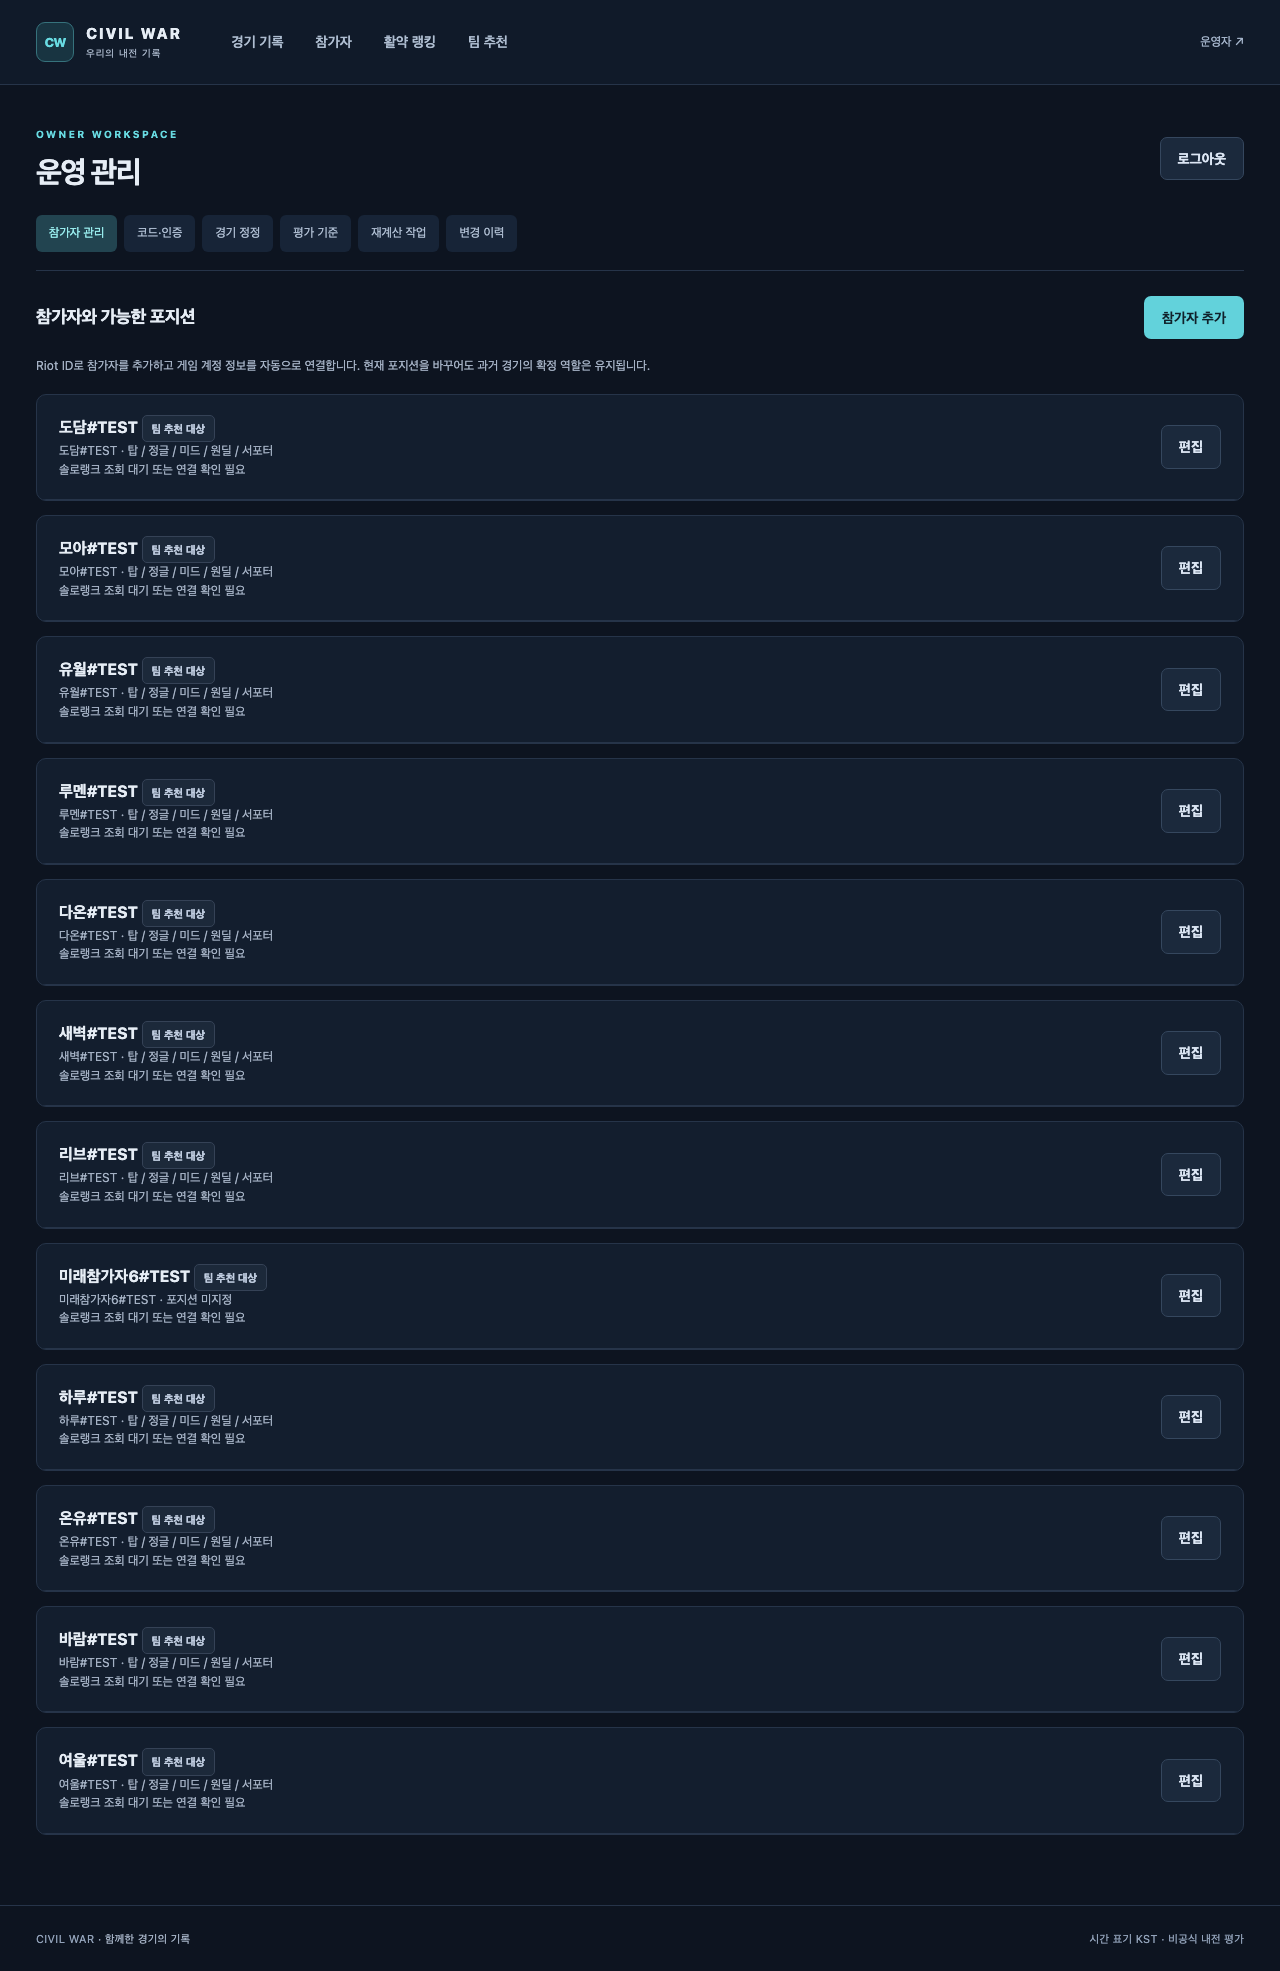 CW
CIVIL WAR
우리의 내전 기록
경기 기록
참가자
활약 랭킹
팀 추천
운영자 ↗
OWNER WORKSPACE
운영 관리
로그아웃
참가자 관리
코드·인증
경기 정정
평가 기준
재계산 작업
변경 이력
참가자와 가능한 포지션
참가자 추가
Riot ID로 참가자를 추가하고 게임 계정 정보를 자동으로 연결합니다. 현재 포지션을 바꾸어도 과거 경기의 확정 역할은 유지됩니다.
도담#TEST 팀 추천 대상
도담#TEST · 탑 / 정글 / 미드 / 원딜 / 서포터
솔로랭크 조회 대기 또는 연결 확인 필요
편집
모아#TEST 팀 추천 대상
모아#TEST · 탑 / 정글 / 미드 / 원딜 / 서포터
솔로랭크 조회 대기 또는 연결 확인 필요
편집
유월#TEST 팀 추천 대상
유월#TEST · 탑 / 정글 / 미드 / 원딜 / 서포터
솔로랭크 조회 대기 또는 연결 확인 필요
편집
루멘#TEST 팀 추천 대상
루멘#TEST · 탑 / 정글 / 미드 / 원딜 / 서포터
솔로랭크 조회 대기 또는 연결 확인 필요
편집
다온#TEST 팀 추천 대상
다온#TEST · 탑 / 정글 / 미드 / 원딜 / 서포터
솔로랭크 조회 대기 또는 연결 확인 필요
편집
새벽#TEST 팀 추천 대상
새벽#TEST · 탑 / 정글 / 미드 / 원딜 / 서포터
솔로랭크 조회 대기 또는 연결 확인 필요
편집
리브#TEST 팀 추천 대상
리브#TEST · 탑 / 정글 / 미드 / 원딜 / 서포터
솔로랭크 조회 대기 또는 연결 확인 필요
편집
미래참가자6#TEST 팀 추천 대상
미래참가자6#TEST · 포지션 미지정
솔로랭크 조회 대기 또는 연결 확인 필요
편집
하루#TEST 팀 추천 대상
하루#TEST · 탑 / 정글 / 미드 / 원딜 / 서포터
솔로랭크 조회 대기 또는 연결 확인 필요
편집
온유#TEST 팀 추천 대상
온유#TEST · 탑 / 정글 / 미드 / 원딜 / 서포터
솔로랭크 조회 대기 또는 연결 확인 필요
편집
바람#TEST 팀 추천 대상
바람#TEST · 탑 / 정글 / 미드 / 원딜 / 서포터
솔로랭크 조회 대기 또는 연결 확인 필요
편집
여울#TEST 팀 추천 대상
여울#TEST · 탑 / 정글 / 미드 / 원딜 / 서포터
솔로랭크 조회 대기 또는 연결 확인 필요
편집
CIVIL WAR · 함께한 경기의 기록
시간 표기 KST · 비공식 내전 평가